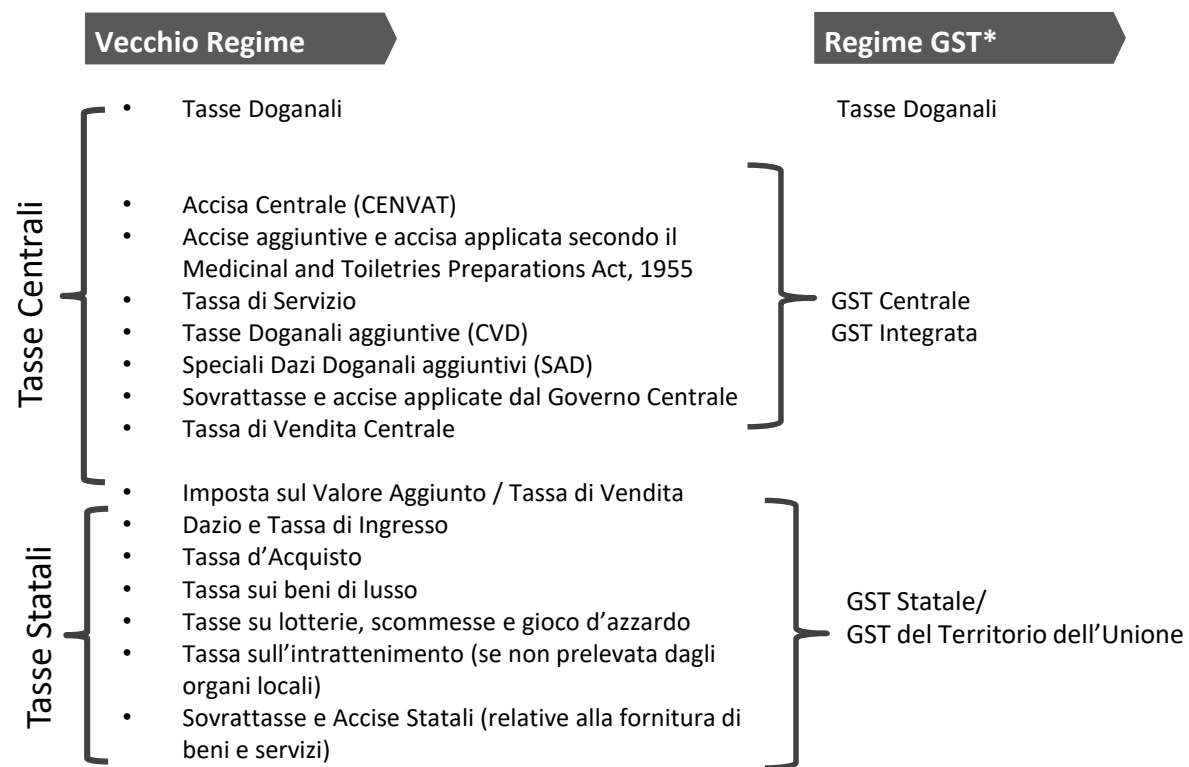 Vecchio Regime
Regime GST*
Tasse Centrali
• Tasse Doganali
Tasse Doganali
• Accisa Centrale (CENVAT)
• Accise aggiuntive e accisa applicata secondo il
Medicinal and Toiletries Preparations Act, 1955
• Tassa di Servizio
• Tasse Doganali aggiuntive (CVD)
• Speciali Dazi Doganali aggiuntivi (SAD)
• Sovrattasse e accise applicate dal Governo Centrale
• Tassa di Vendita Centrale
GST Centrale
GST Integrata
Tasse Statali
• Imposta sul Valore Aggiunto / Tassa di Vendita
• Dazio e Tassa di Ingresso
• Tassa d’Acquisto
• Tassa sui beni di lusso
• Tasse su lotterie, scommesse e gioco d’azzardo
• Tassa sull’intrattenimento (se non prelevata dagli
organi locali)
• Sovrattasse e Accise Statali (relative alla fornitura di
beni e servizi)
GST Statale/
GST del Territorio dell’Unione